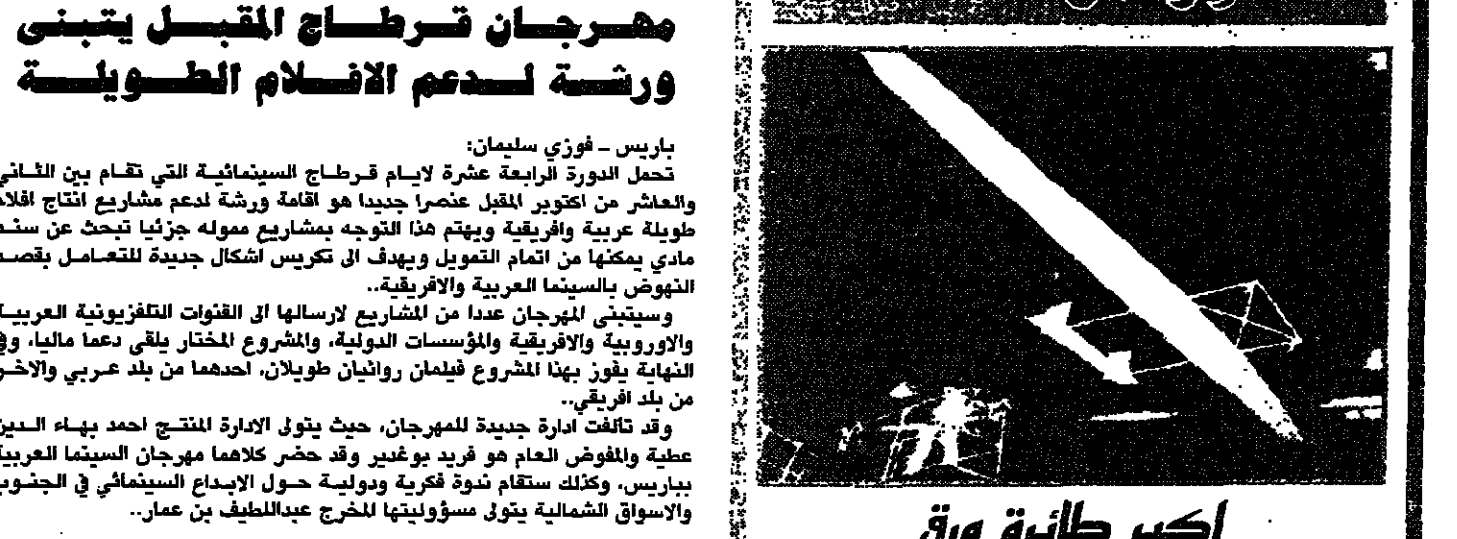 مهرجان قرطاج المقبل يتبنى
ورشة لدعم الافلام الطويلة
باريس ـ فوزي سليمان:
تحمل الدورة الرابعة عشرة لايام قرطاج السينمائية التي تقام بين الثاني
والعاشر من اكتوبر المقبل عنصرا جديدا هو اقامة ورشة لدعم مشاريع انتاج افلام
طويلة عربية وافريقية ويهتم هذا التوجه بمشاريع مموله جزئيا تبحث عن سند
مادي يمكنها من اتمام التمويل ويهدف الى تكريس اشكال جديدة للتعامل بقصد
النهوض بالسينما العربية والافريقية..
وسيتبنى المهرجان عددا من المشاريع لارسالها الى القنوات التلفزيونية العربية
والاوروبية والافريقية والمؤسسات الدولية، والمشروع المختار يلقى دعما ماليا، وفي
النهاية يفوز بهذا المشروع فيلمان روائيان طويلان، احدهما من بلد عربي والاخر
من بلد افريقي..
وقد تالفت ادارة جديدة للمهرجان، حيث يتولى الادارة المنتج احمد بهاء الدين
عطية والمفوض العام هو فريد بوغدير وقد حضر كلاهما مهرجان السينما العربية
بباريس، وكذلك ستقام ندوة فكرية ودولية حول الابداع السينمائي في الجنوب
والاسواق الشمالية يتولى مسؤوليتها المخرج عبداللطيف بن عمار..
اكبر طائرة ورق